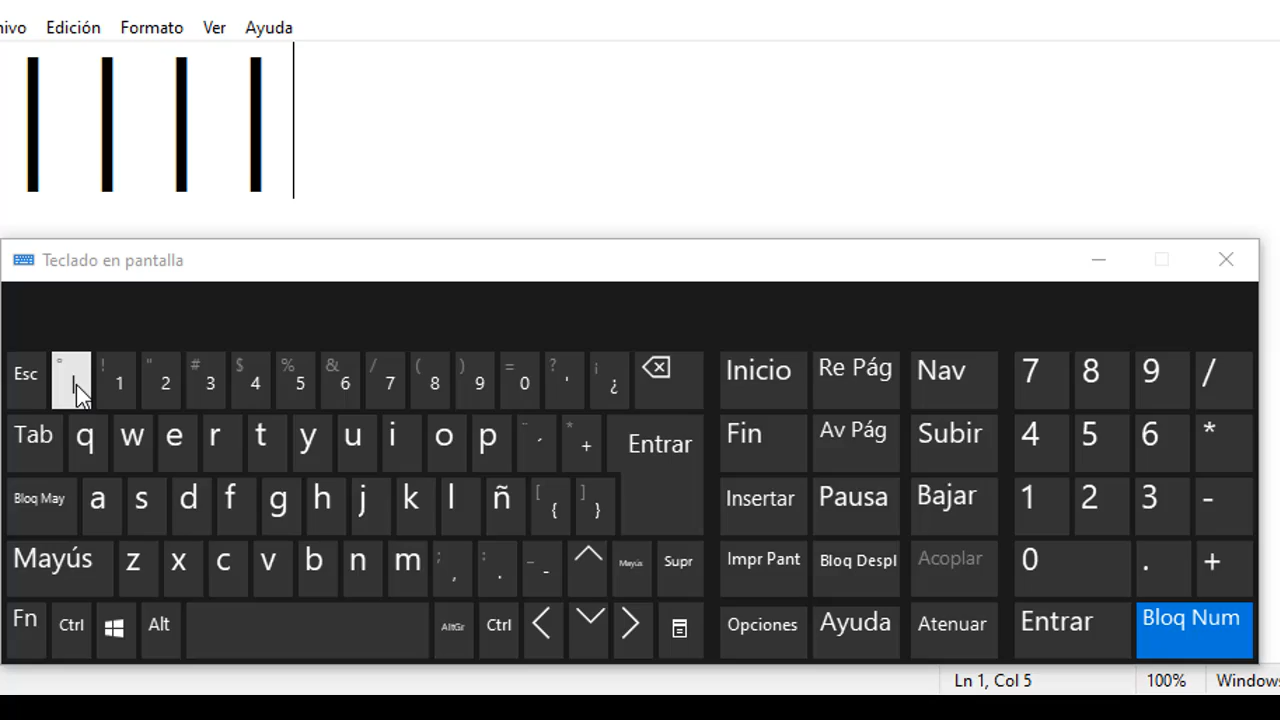 ivo Edición Formato Ver Ayuda
||||
Teclado en pantalla
Esc ° | ! 1 " 2 # 3 $ 4 % 5 & 6 / 7 ( 8 ) 9 = 0 ? ' ¡ ¿ Inicio Re Pág Nav 7 8 9 /
Tab q w e r t y u i o p ¨ ´ * + Entrar Fin Av Pág Subir 4 5 6 *
Bloq May a s d f g h j k l ñ [ { ] } Insertar Pausa Bajar 1 2 3 -
Mayús z x c v b n m ; , : . _ - Mayús Supr Impr Pant Bloq Despl Acoplar 0 . +
Fn Ctrl Alt AltGr Ctrl Opciones Ayuda Atenuar Entrar Bloq Num
Ln 1, Col 5 100% Windows